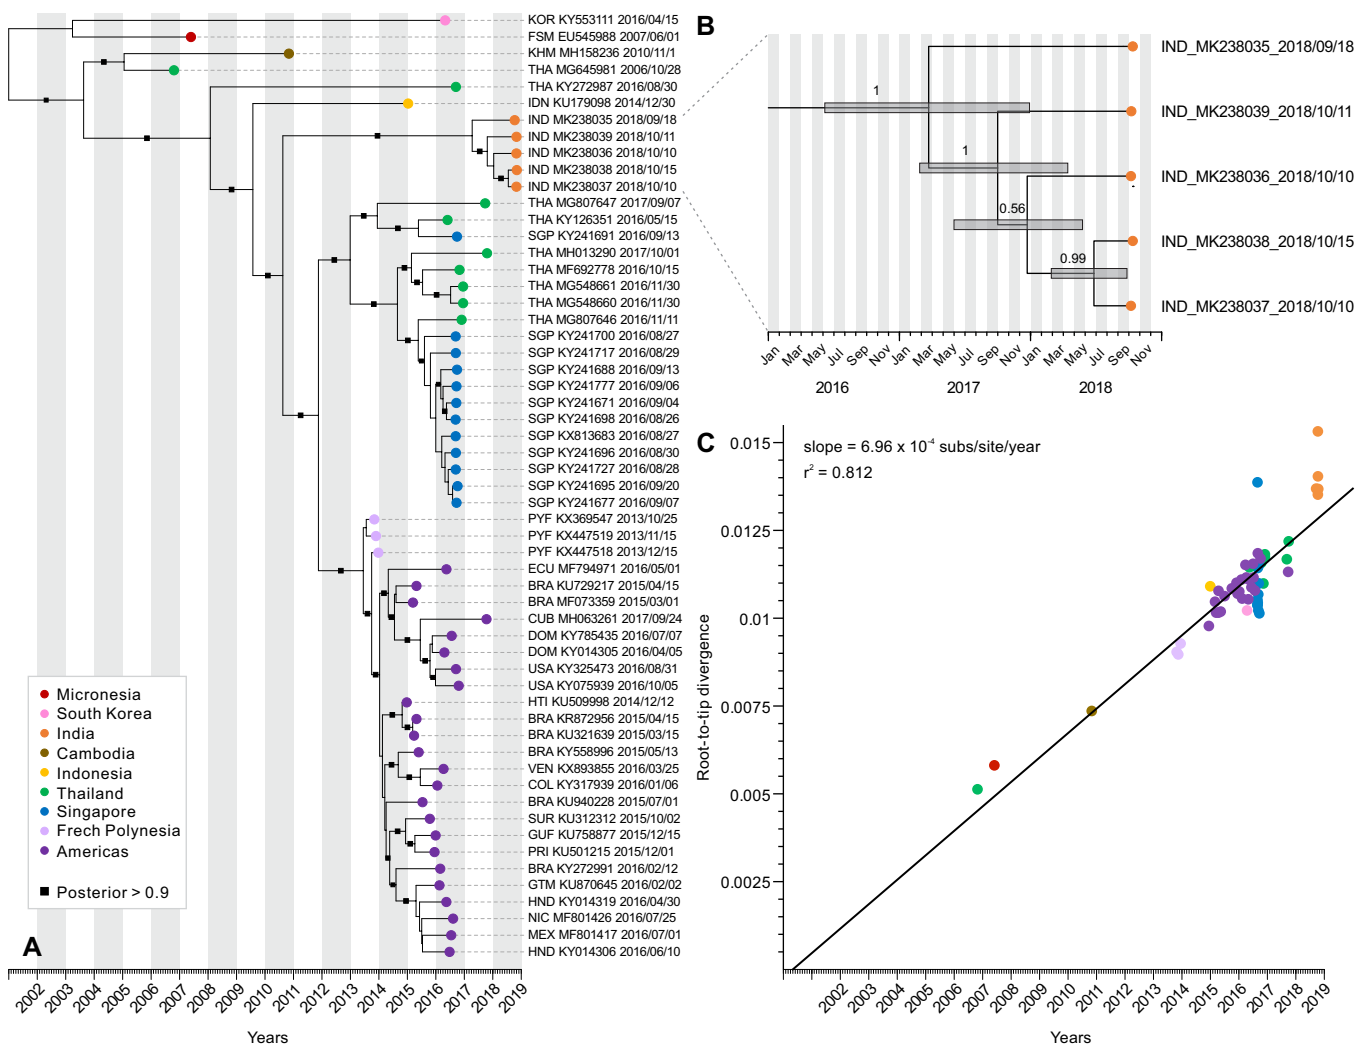 KOR KY553111 2016/04/15
FSM EU545988 2007/06/01
KHM MH158236 2010/11/1
THA MG645981 2006/10/28
THA KY272987 2016/08/30
IDN KU179098 2014/12/30
IND MK238035 2018/09/18
IND MK238039 2018/10/11
IND MK238036 2018/10/10
IND MK238038 2018/10/15
IND MK238037 2018/10/10
THA MG807647 2017/09/07
THA KY126351 2016/05/15
SGP KY241691 2016/09/13
THA MH013290 2017/10/01
THA MF692778 2016/10/15
THA MG548661 2016/11/30
THA MG548660 2016/11/30
THA MG807646 2016/11/11
SGP KY241700 2016/08/27
SGP KY241717 2016/08/29
SGP KY241688 2016/09/13
SGP KY241777 2016/09/06
SGP KY241671 2016/09/04
SGP KY241698 2016/08/26
SGP KX813683 2016/08/27
SGP KY241696 2016/08/30
SGP KY241727 2016/08/28
SGP KY241695 2016/09/20
SGP KY241677 2016/09/07
PYF KX369547 2013/10/25
PYF KX447519 2013/11/15
PYF KX447518 2013/12/15
ECU MF794971 2016/05/01
BRA KU729217 2015/04/15
BRA MF073359 2015/03/01
CUB MH063261 2017/09/24
DOM KY785435 2016/07/07
DOM KY014305 2016/04/05
USA KY325473 2016/08/31
USA KY075939 2016/10/05
HTI KU509998 2014/12/12
BRA KR872956 2015/04/15
BRA KU321639 2015/03/15
BRA KY558996 2015/05/13
VEN KX893855 2016/03/25
COL KY317939 2016/01/06
BRA KU940228 2015/07/01
SUR KU312312 2015/10/02
GUF KU758877 2015/12/15
PRI KU501215 2015/12/01
BRA KY272991 2016/02/12
GTM KU870645 2016/02/02
HND KY014319 2016/04/30
NIC MF801426 2016/07/25
MEX MF801417 2016/07/01
HND KY014306 2016/06/10
Micronesia
South Korea
India
Cambodia
Indonesia
Thailand
Singapore
Frech Polynesia
Americas
Posterior > 0.9
A
2002 2003 2004 2005 2006 2007 2008 2009 2010 2011 2012 2013 2014 2015 2016 2017 2018 2019
Years
B
IND_MK238035_2018/09/18
1
IND_MK238039_2018/10/11
1
IND_MK238036_2018/10/10
0.56
IND_MK238038_2018/10/15
0.99
IND_MK238037_2018/10/10
Jan Mar May Jul Sep Nov Jan Mar May Jul Sep Nov Jan Mar May Jul Sep Nov
2016 2017 2018
C
slope = 6.96 x 10⁻⁴ subs/site/year
r² = 0.812
0.015
0.0125
0.01
0.0075
0.005
0.0025
Root-to-tip divergence
2002 2003 2004 2005 2006 2007 2008 2009 2010 2011 2012 2013 2014 2015 2016 2017 2018 2019
Years